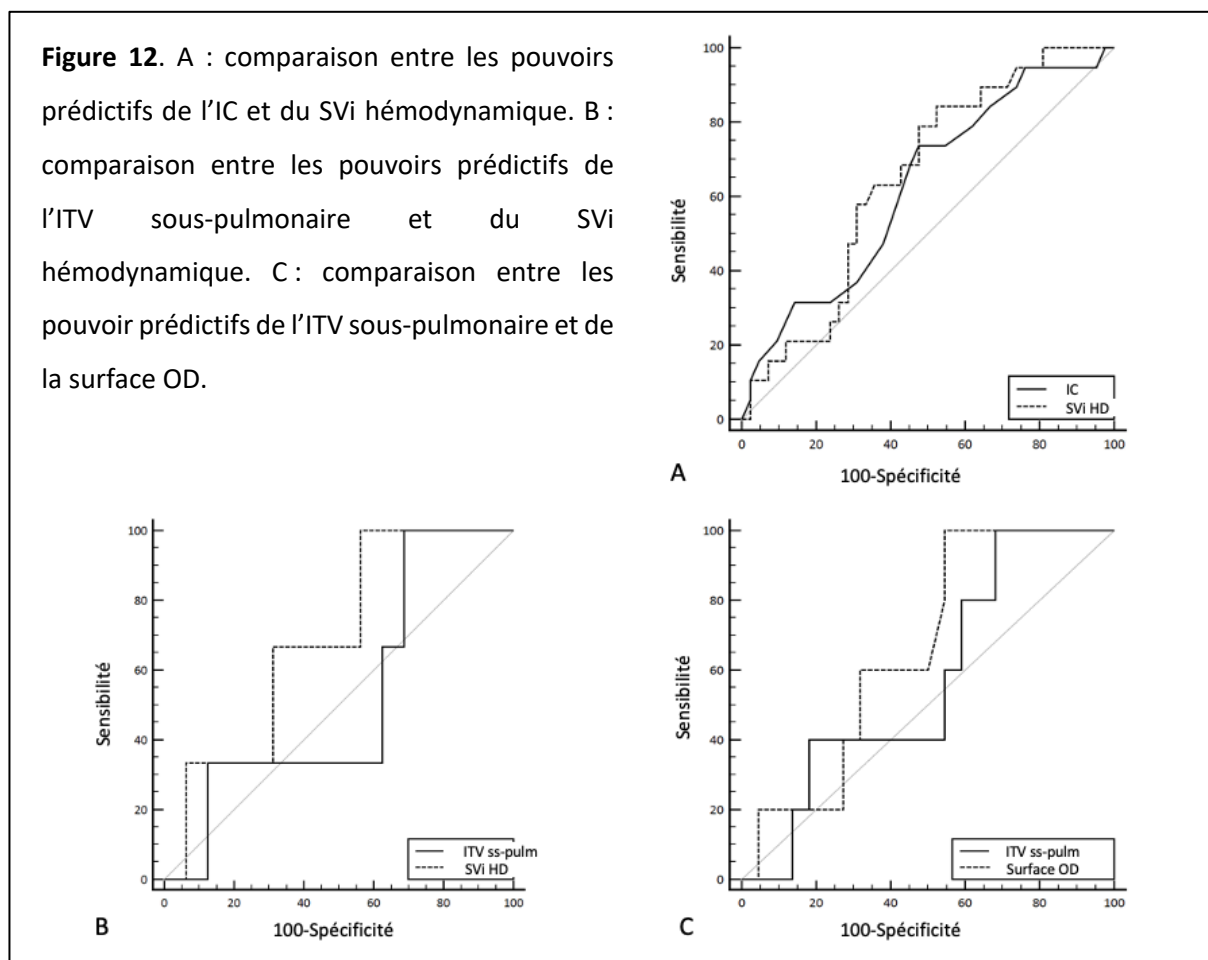 Figure 12. A : comparaison entre les pouvoirs
prédictifs de l'IC et du SVi hémodynamique. B :
comparaison entre les pouvoirs prédictifs de
l'ITV sous-pulmonaire et du SVi
hémodynamique. C : comparaison entre les
pouvoir prédictifs de l'ITV sous-pulmonaire et de
la surface OD.
100
80
60
40
20
0
Sensibilité
IC
SVi HD
0 20 40 60 80 100
A
100-Spécificité
100
80
60
40
20
0
Sensibilité
ITV ss-pulm
SVi HD
0 20 40 60 80 100
B
100-Spécificité
100
80
60
40
20
0
Sensibilité
ITV ss-pulm
Surface OD
0 20 40 60 80 100
C
100-Spécificité